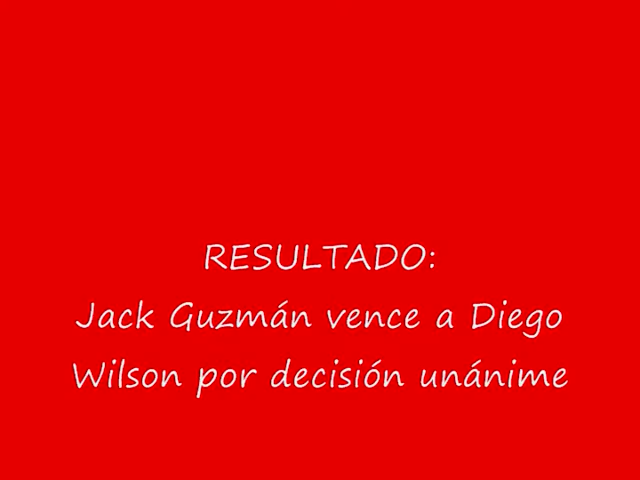 RESULTADO:
Jack Guzmán vence a Diego
Wilson por decisión unánime